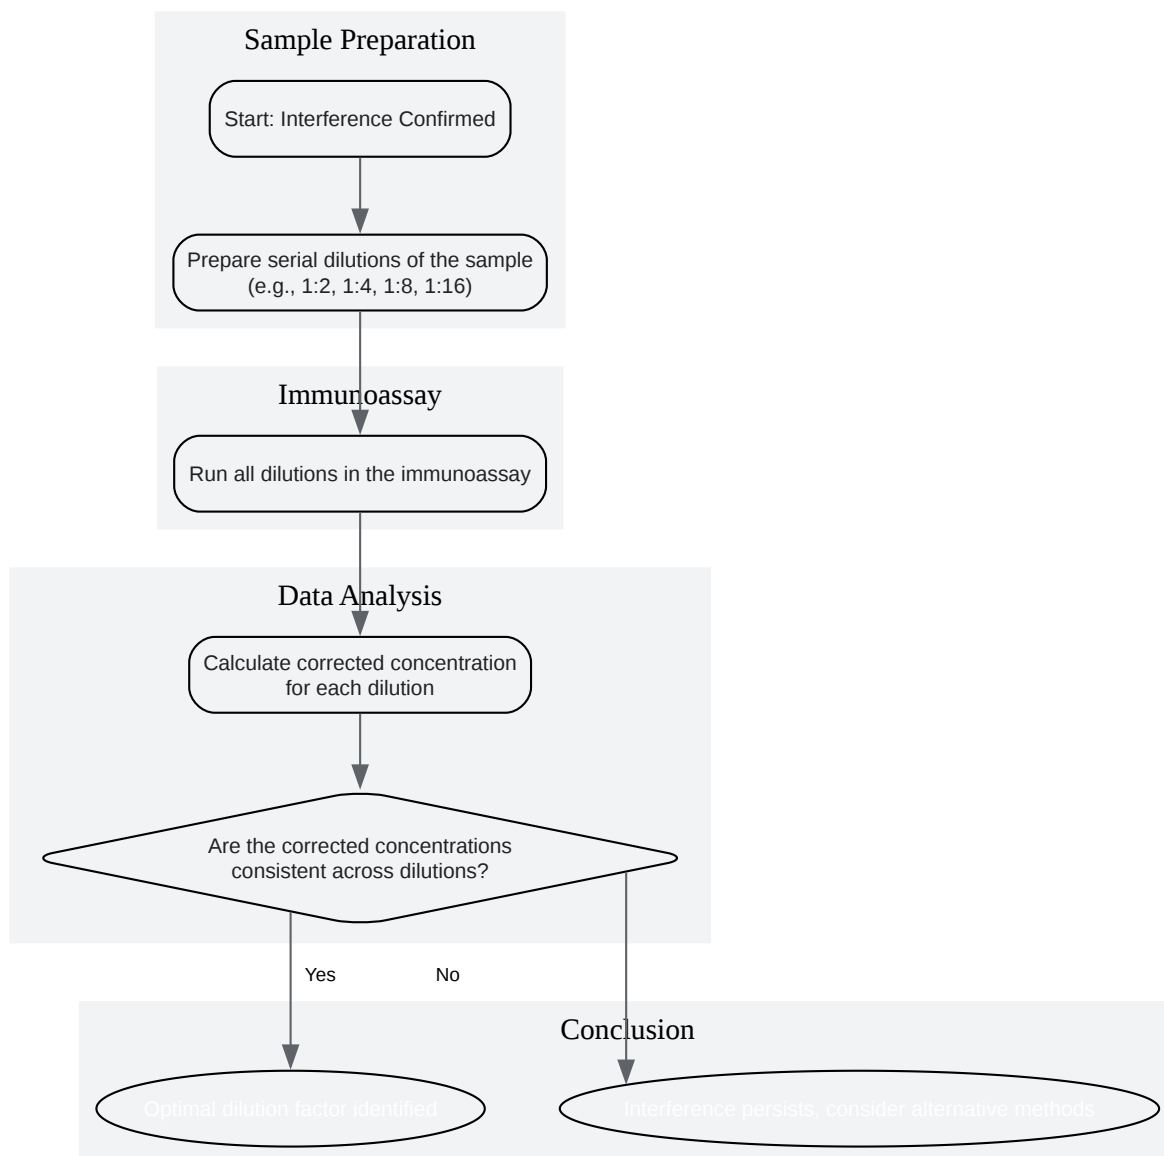 Sample Preparation
Start: Interference Confirmed
Prepare serial dilutions of the sample
(e.g., 1:2, 1:4, 1:8, 1:16)
Immunoassay
Run all dilutions in the immunoassay
Data Analysis
Calculate corrected concentration
for each dilution
Are the corrected concentrations
consistent across dilutions?
Yes
No
Conclusion
Optimal dilution factor identified
Interference persists, consider alternative methods